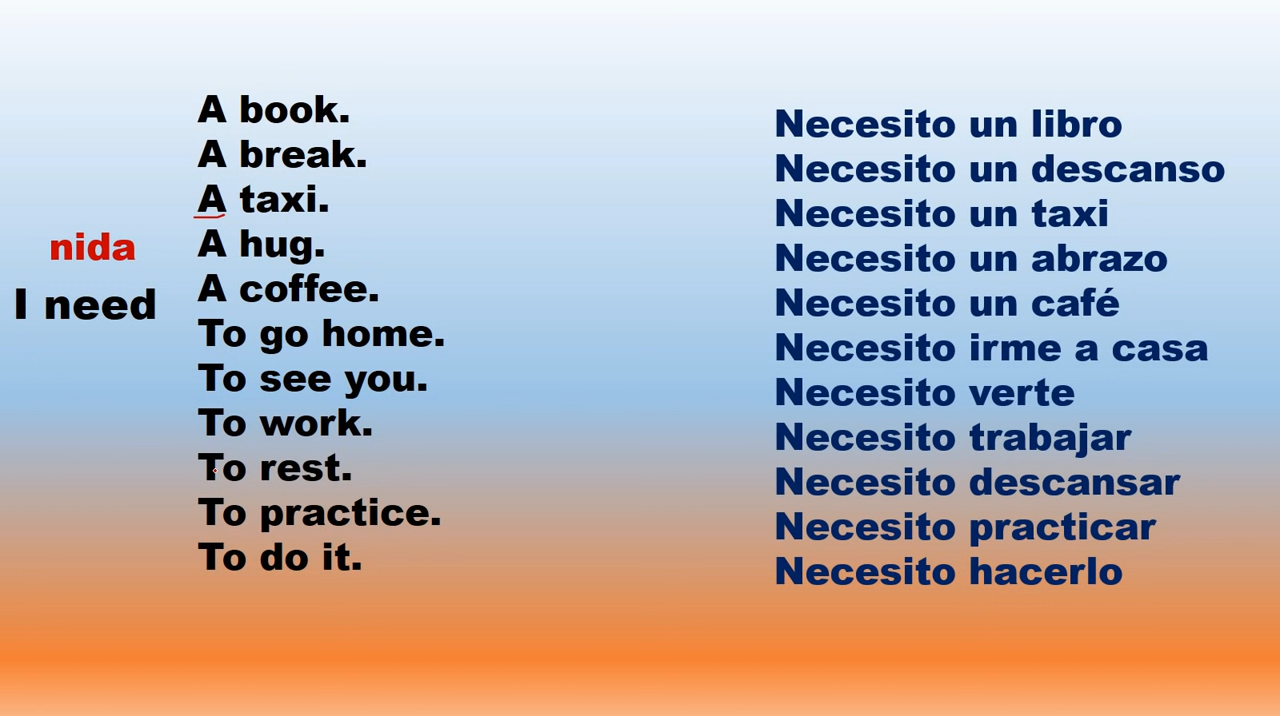 A book.
A break.
A taxi.
A hug.
A coffee.
To go home.
To see you.
To work.
To rest.
To practice.
To do it.
nida
I need
Necesito un libro
Necesito un descanso
Necesito un taxi
Necesito un abrazo
Necesito un café
Necesito irme a casa
Necesito verte
Necesito trabajar
Necesito descansar
Necesito practicar
Necesito hacerlo